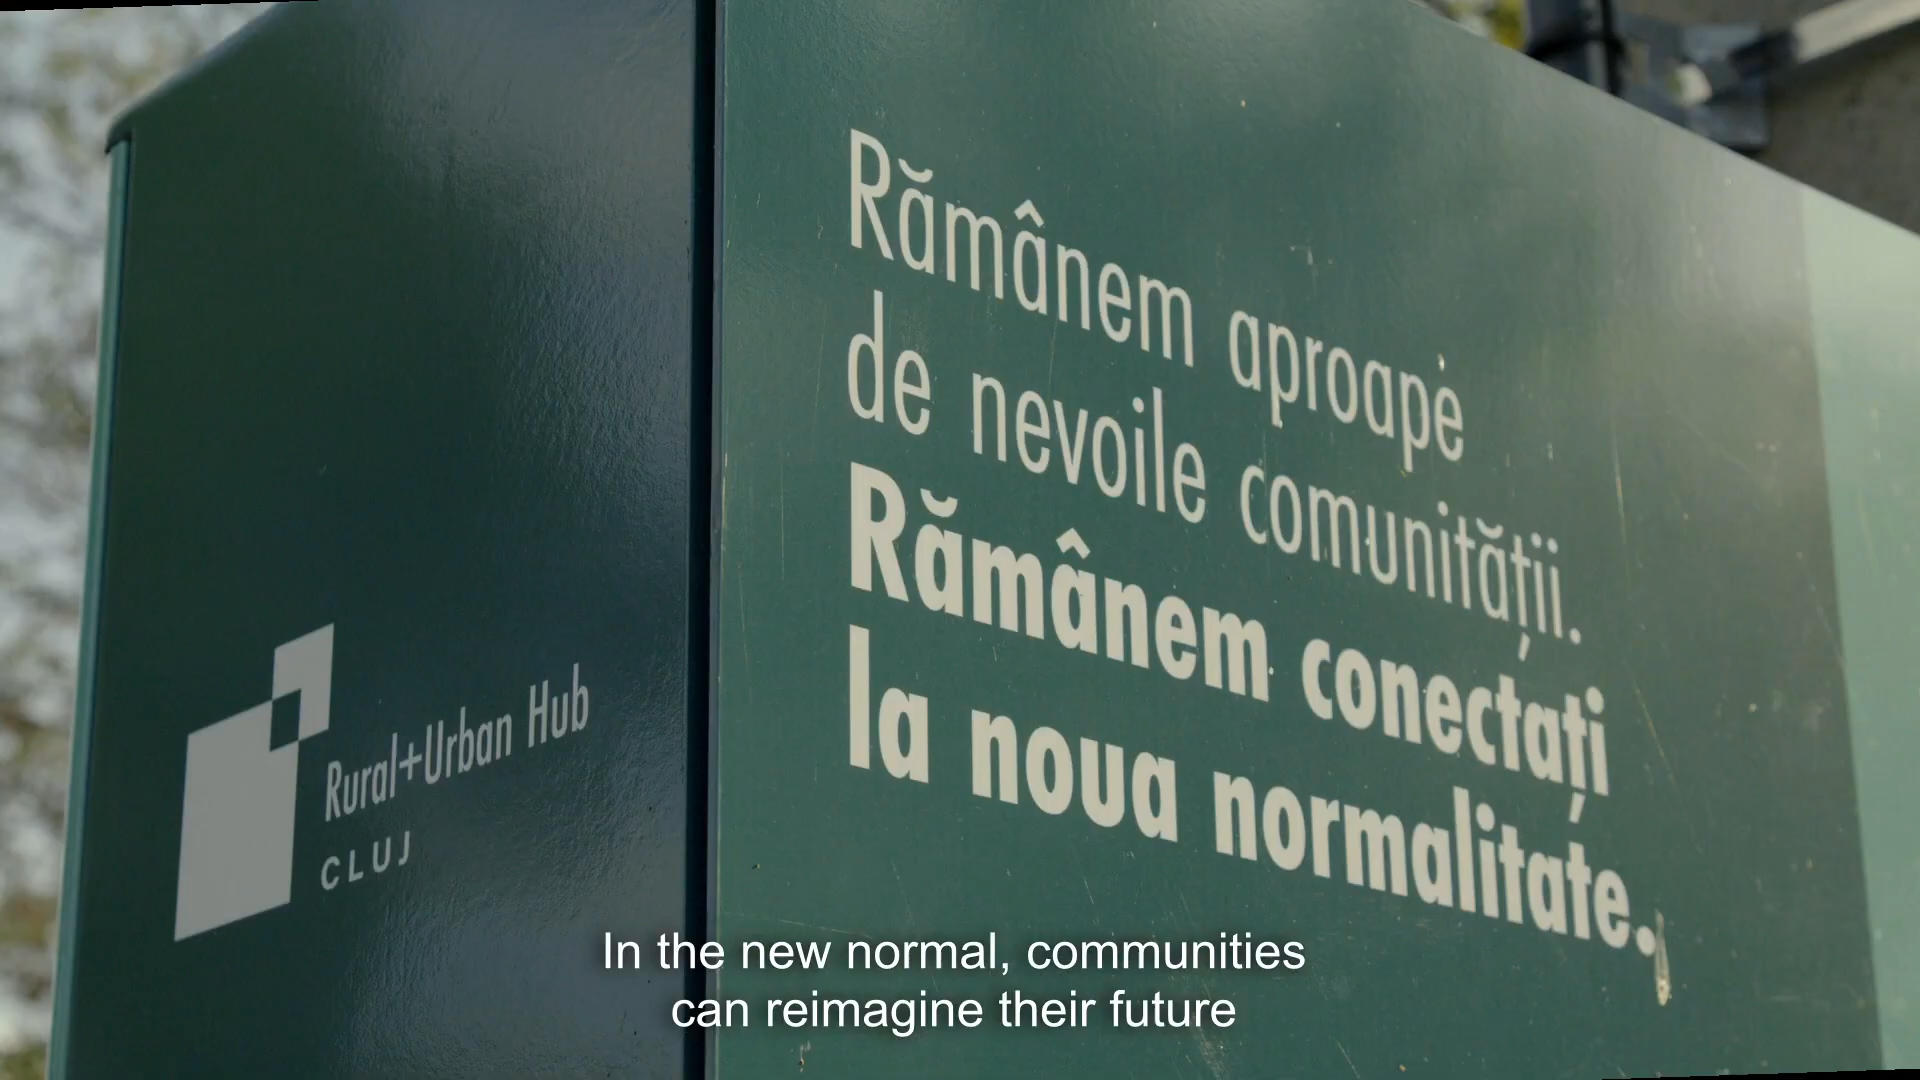 Rămânem aproape
de nevoile comunității.
Rămânem conectați
la noua normalitate.
Rural+Urban Hub
CLUJ
In the new normal, communities
can reimagine their future